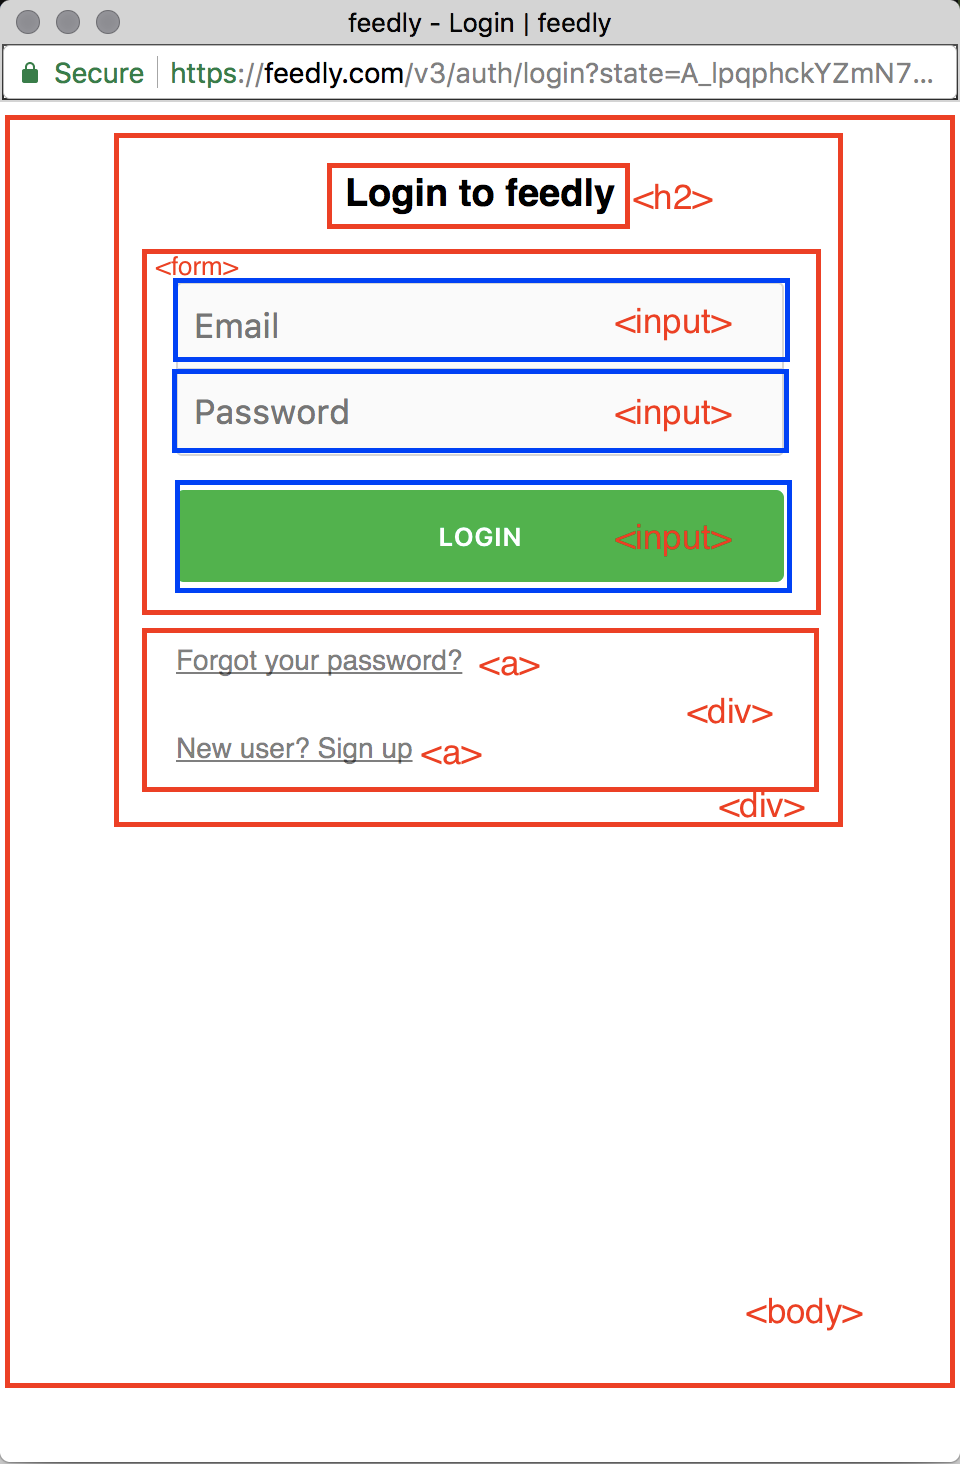 feedly - Login | feedly
Secure https://feedly.com/v3/auth/login?state=A_lpqphckYZmN7...
Login to feedly <h2>
<form>
Email <input>
Password <input>
LOGIN <input>
Forgot your password? <a>
<div>
New user? Sign up <a>
<div>
<body>